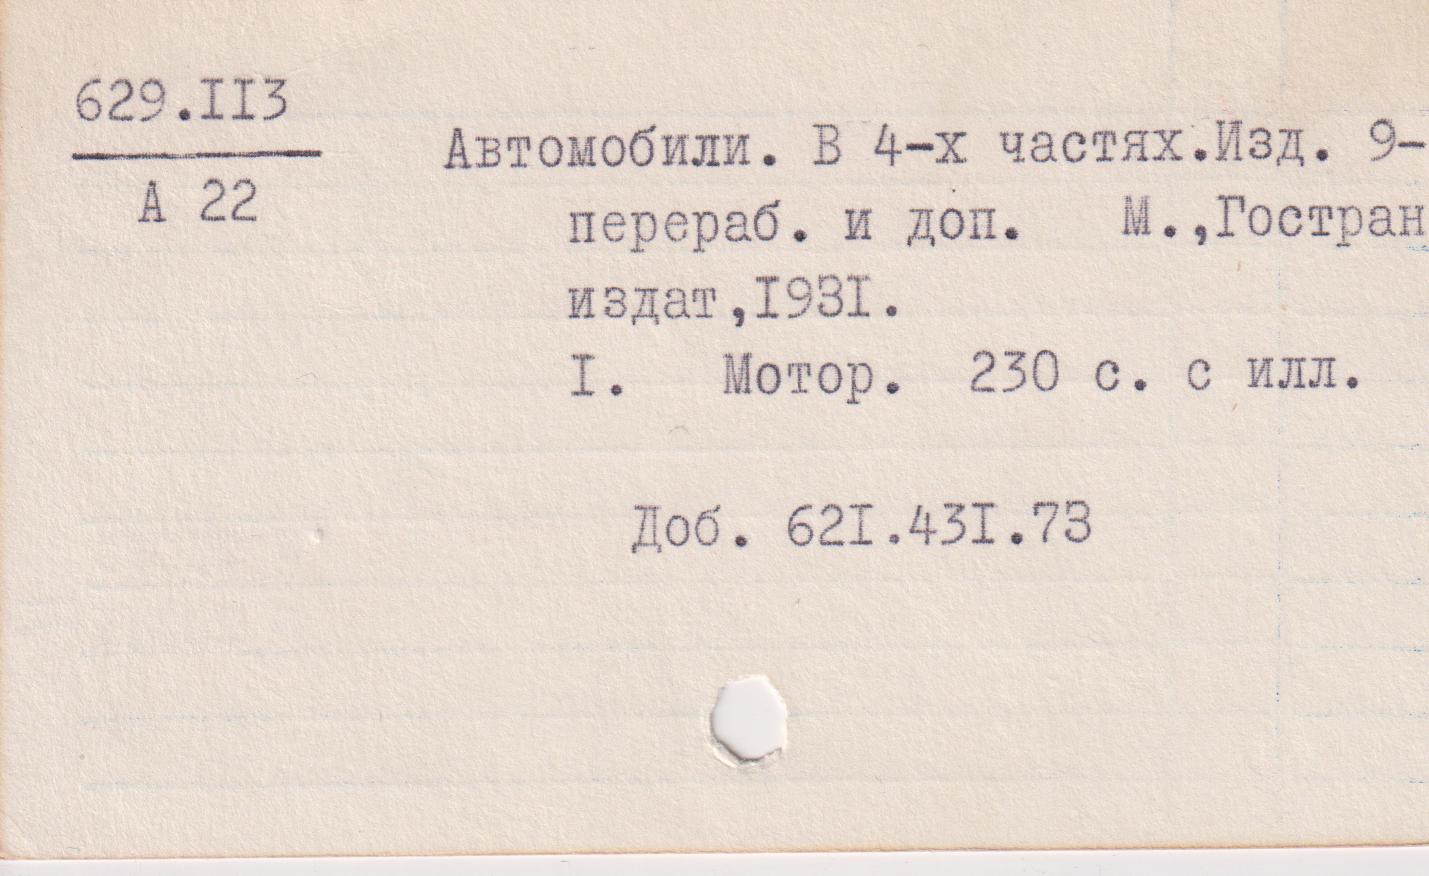 629.II3
А 22
Автомобили. В 4-х частях.Изд. 9-
перераб. и доп. М.,Гостран
издат,I93I.
I. Мотор. 230 с. с илл.
Доб. 62I.43I.73